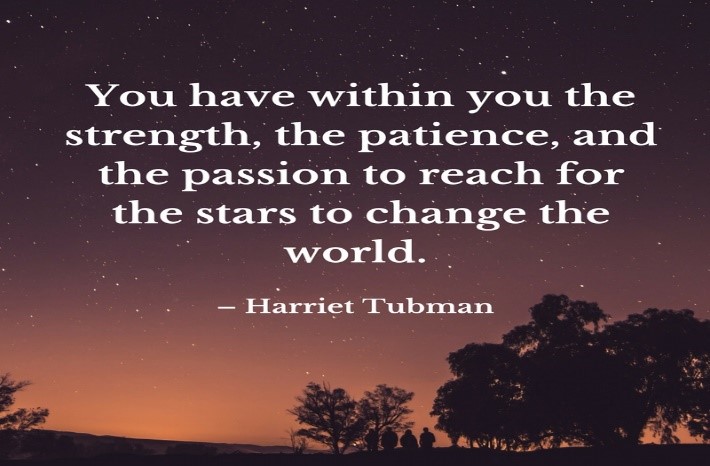 You have within you the
strength, the patience, and
the passion to reach for
the stars to change the
world.
– Harriet Tubman